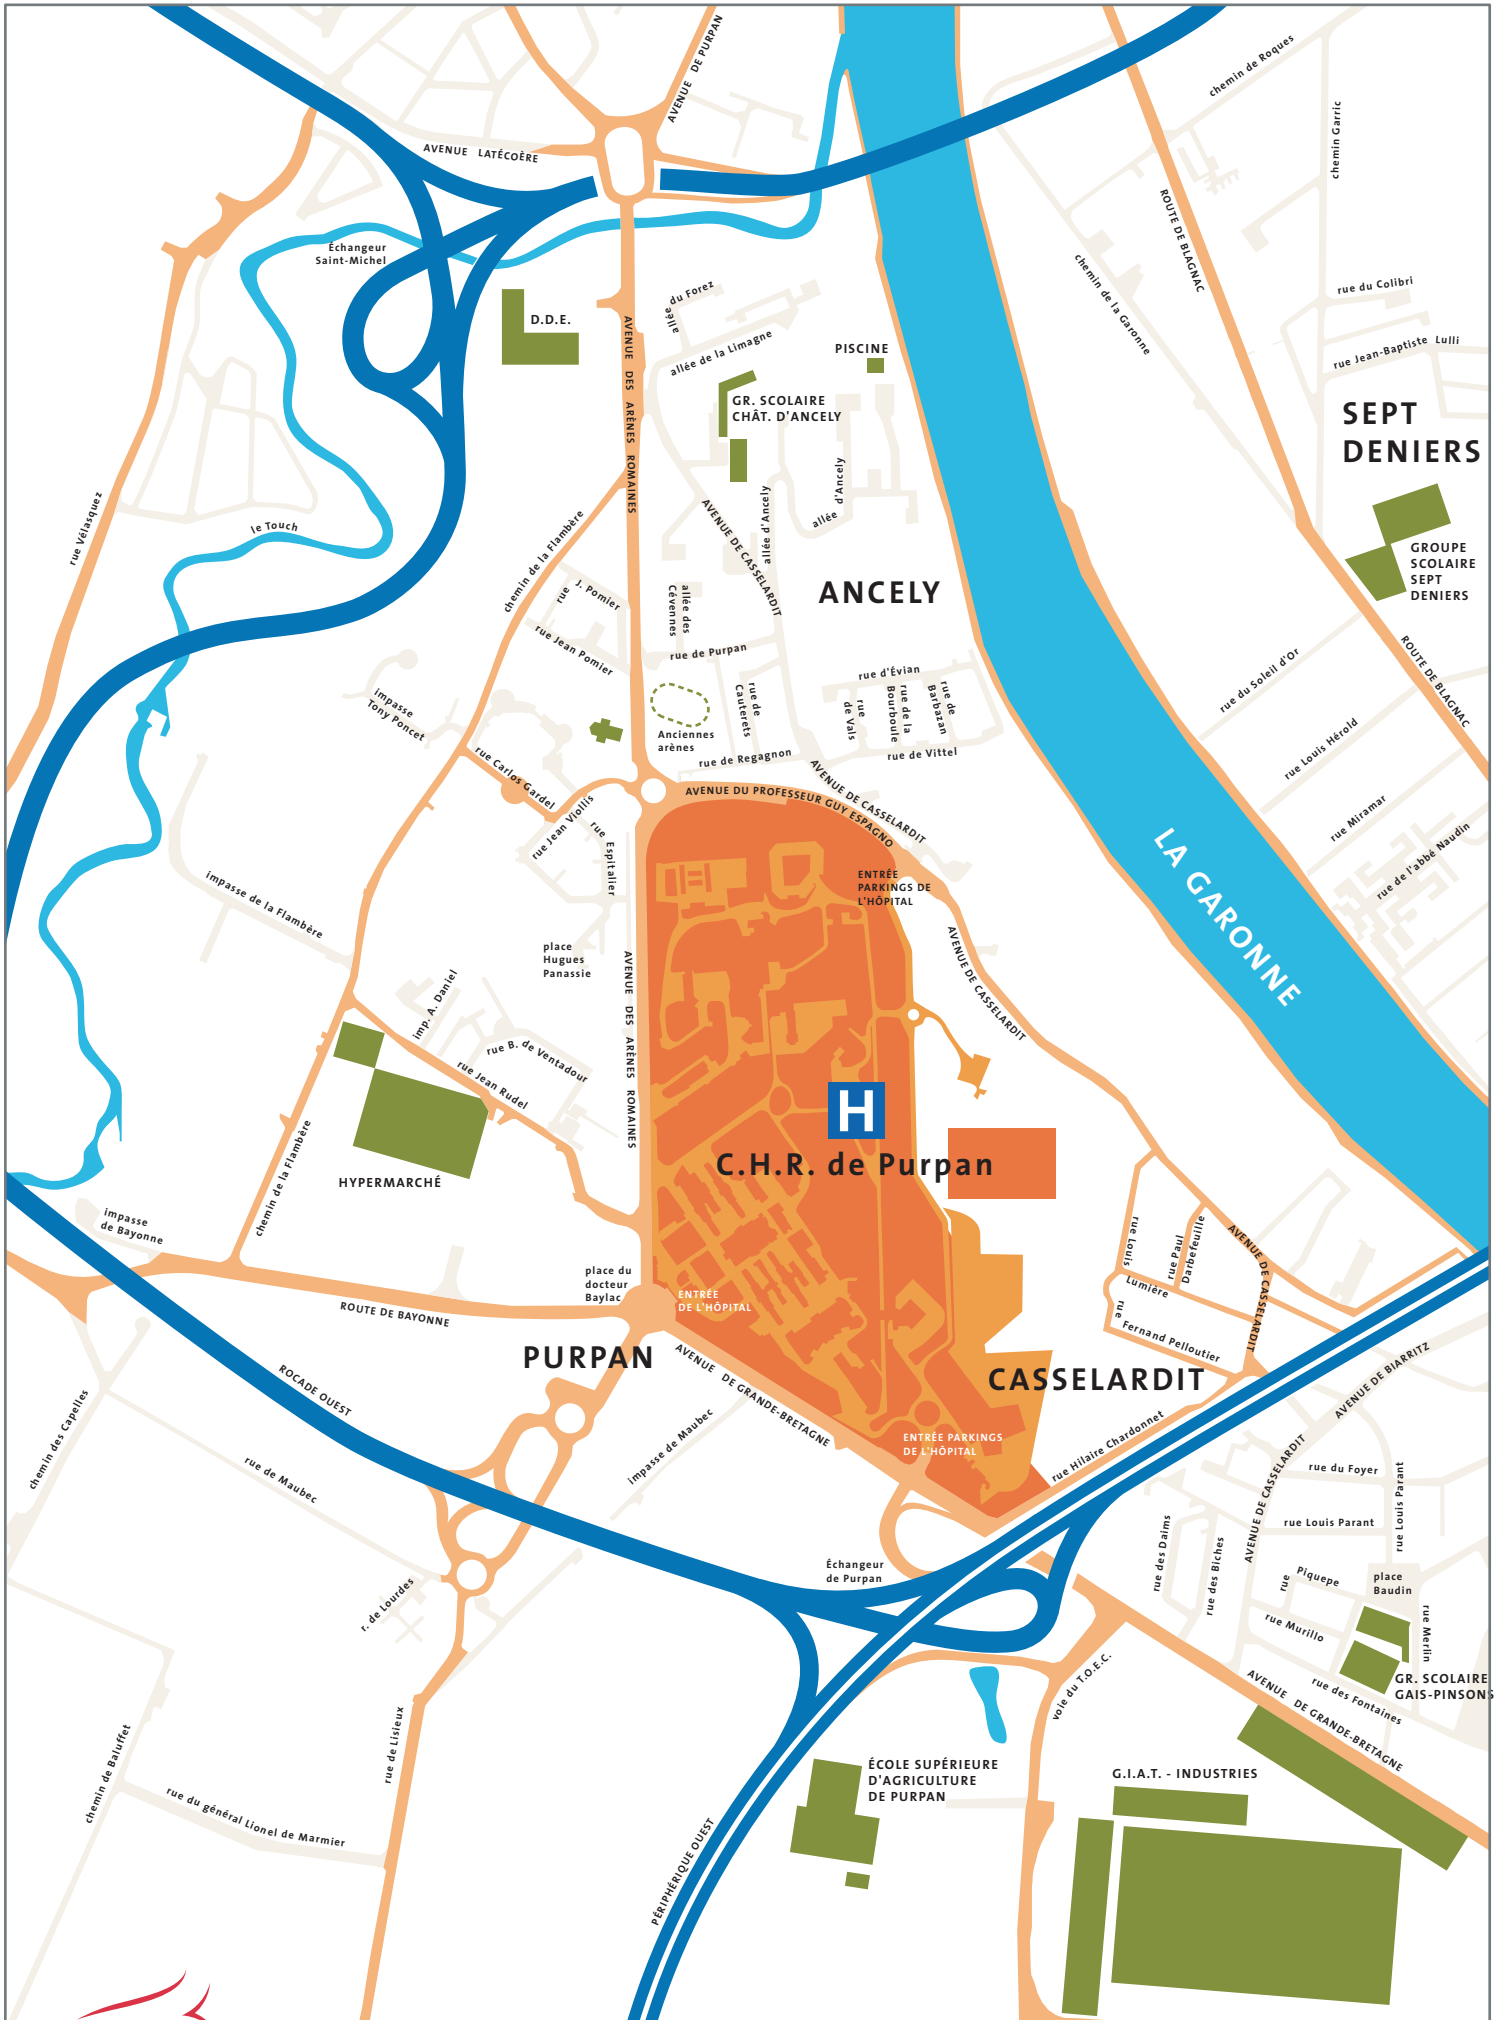 AVENUE DE PURPAN
chemin de Roques
chemin Garric
AVENUE LATÉCOÈRE
ROUTE DE BLAGNAC
Échangeur
Saint-Michel
chemin de la Garonne
rue du Colibri
allée
du Forez
D.D.E.
AVENUE DES ARÈNES ROMAINES
allée de la Limagne
PISCINE
rue Jean-Baptiste Lulli
GR. SCOLAIRE
CHÂT. D'ANCELY
SEPT
DENIERS
rue Vélasquez
le Touch
chemin de la Flambère
AVENUE DE CASSELARDIT
allée d'Ancely
allée
d'Ancely
GROUPE
SCOLAIRE
SEPT
DENIERS
rue
J. Pomier
allée des
Cévennes
ANCELY
rue Jean Pomier
rue de Purpan
rue du Soleil d'Or
ROUTE DE BLAGNAC
impasse
Tony Poncet
rue de
Cauterets
rue d'Évian
rue
de Vals
rue de la
Bourboule
rue de
Barbazan
Anciennes
arènes
rue de Regagnon
rue de Vittel
rue Louis Hérold
rue Carlos Gardel
AVENUE DU PROFESSEUR GUY ESPAGNO
AVENUE DE CASSELARDIT
rue Jean Viollis
rue
Espitalier
rue Miramar
rue de l'abbé Naudin
LA GARONNE
impasse de la Flambère
ENTRÉE
PARKINGS DE
L'HÔPITAL
place
Hugues
Panassie
AVENUE DES ARÈNES ROMAINES
AVENUE DE CASSELARDIT
imp. A. Daniel
rue B. de Ventadour
rue Jean Rudel
H
C.H.R. de Purpan
chemin de la Flambère
HYPERMARCHÉ
impasse
de Bayonne
rue Louis
Lumière
rue Paul
Darbefeuille
AVENUE DE CASSELARDIT
place du
docteur
Baylac
ENTRÉE
DE L'HÔPITAL
ROUTE DE BAYONNE
rue
Fernand Pelloutier
PURPAN
AVENUE DE GRANDE-BRETAGNE
CASSELARDIT
AVENUE DE BIARRITZ
ROCADE OUEST
chemin des Capelles
impasse de Maubec
ENTRÉE PARKINGS
DE L'HÔPITAL
rue Hilaire Chardonnet
rue de Maubec
AVENUE DE CASSELARDIT
rue du Foyer
rue Louis Parant
rue Louis Parant
rue des Daims
rue des Biches
Échangeur
de Purpan
r. de Lourdes
rue
Piquepe
place
Baudin
rue Murillo
rue Merlin
GR. SCOLAIRE
GAIS-PINSONS
voie du T.O.E.C.
rue des Fontaines
AVENUE DE GRANDE-BRETAGNE
chemin de Baluffet
rue de Lisieux
rue du général Lionel de Marmier
ÉCOLE SUPÉRIEURE
D'AGRICULTURE
DE PURPAN
G.I.A.T. - INDUSTRIES
PÉRIPHÉRIQUE OUEST